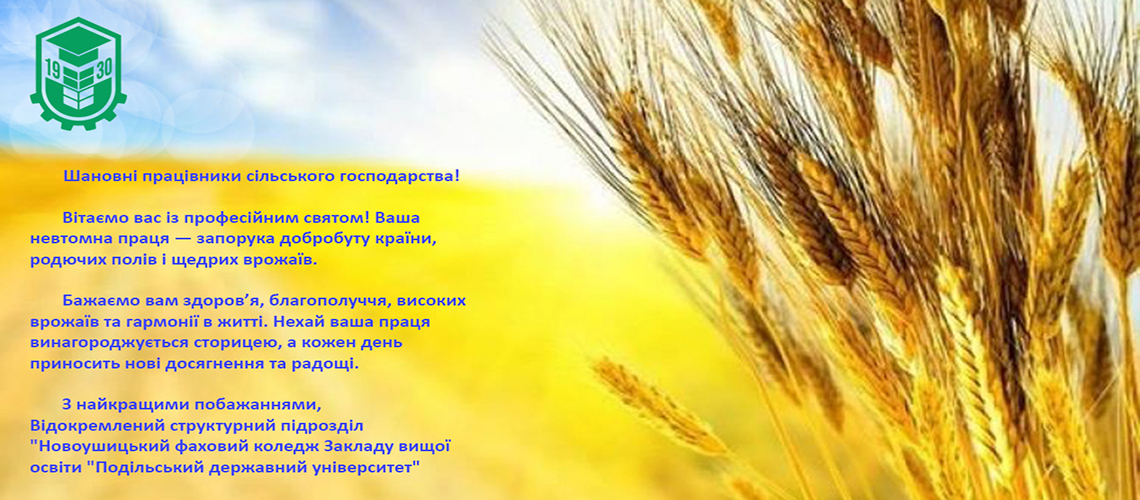 19 30
Шановні працівники сільського господарства!
Вітаємо вас із професійним святом! Ваша
невтомна праця — запорука добробуту країни,
родючих полів і щедрих врожаїв.
Бажаємо вам здоров’я, благополуччя, високих
врожаїв та гармонії в житті. Нехай ваша праця
винагороджується сторицею, а кожен день
приносить нові досягнення та радощі.
З найкращими побажаннями,
Відокремлений структурний підрозділ
"Новоушицький фаховий коледж Закладу вищої
освіти "Подільський державний університет"